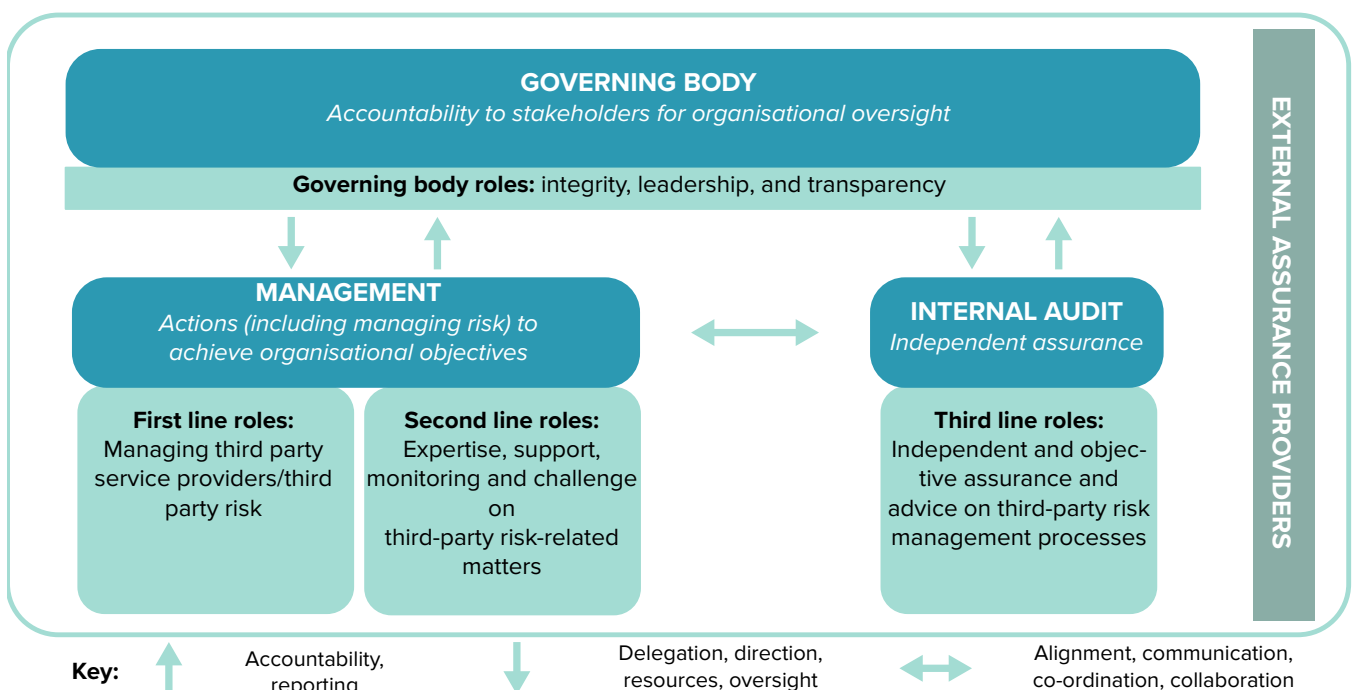 GOVERNING BODY
Accountability to stakeholders for organisational oversight
Governing body roles: integrity, leadership, and transparency
MANAGEMENT
Actions (including managing risk) to
achieve organisational objectives
INTERNAL AUDIT
Independent assurance
First line roles:
Managing third party
service providers/third
party risk
Second line roles:
Expertise, support,
monitoring and challenge
on
third-party risk-related
matters
Third line roles:
Independent and objec-
tive assurance and
advice on third-party risk
management processes
EXTERNAL ASSURANCE PROVIDERS
Key:
Accountability,
reporting
Delegation, direction,
resources, oversight
Alignment, communication,
co-ordination, collaboration